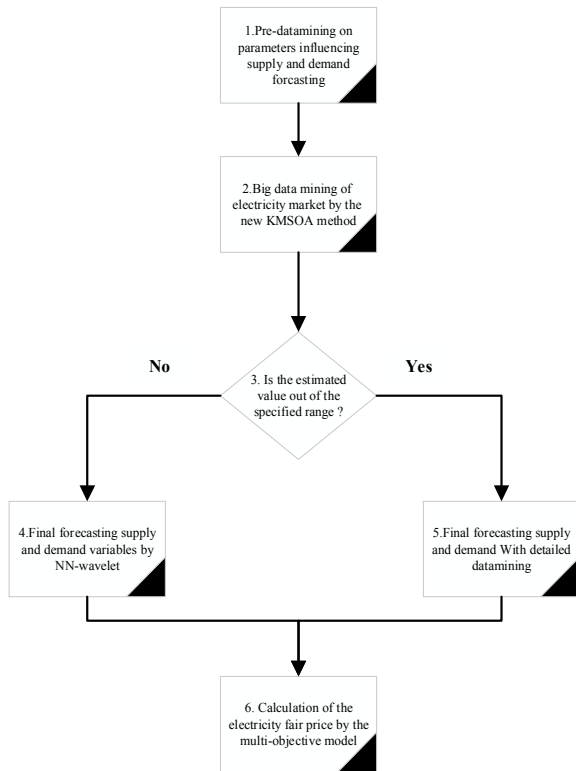 1.Pre-datamining on
parameters influencing
supply and demand
forcasting
2.Big data mining of
electricity market by the
new KMSOA method
No
Yes
3. Is the estimated
value out of the
specified range ?
4.Final forecasting supply
and demand variables by
NN-wavelet
5.Final forecasting supply
and demand With detailed
datamining
6. Calculation of the
electricity fair price by the
multi-objective model